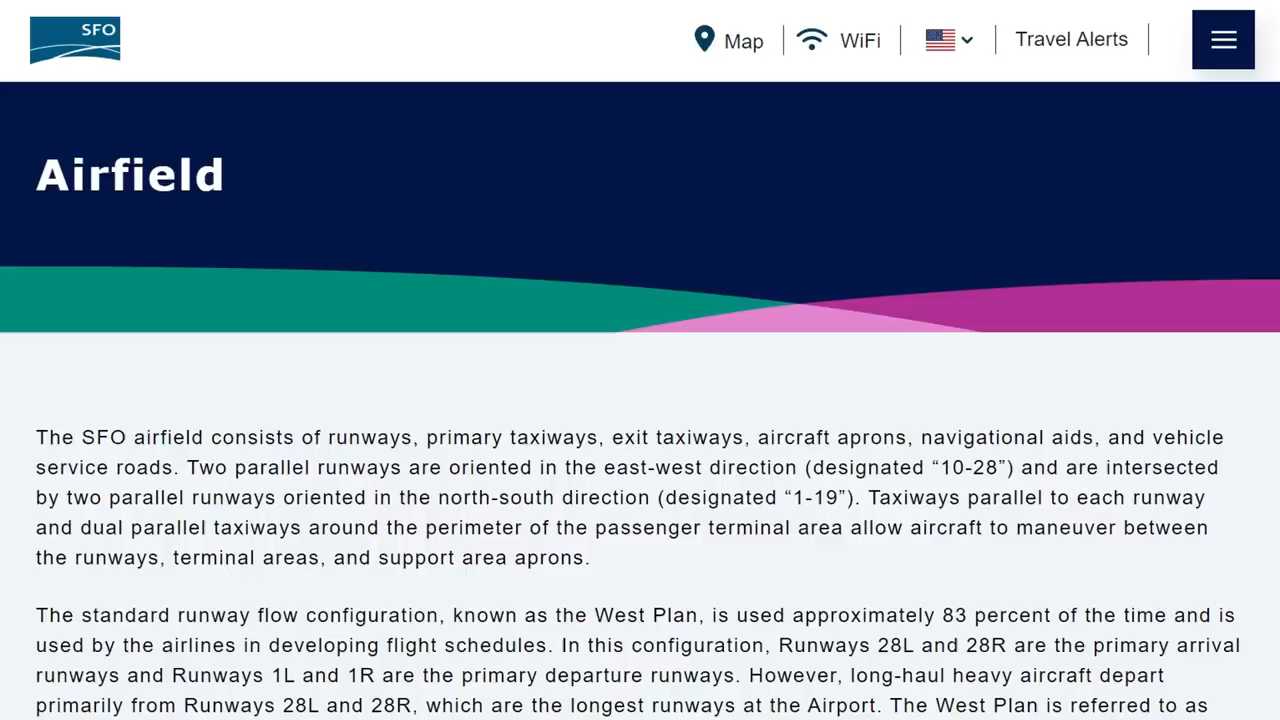 SFO
Map
WiFi
Travel Alerts
Airfield
The SFO airfield consists of runways, primary taxiways, exit taxiways, aircraft aprons, navigational aids, and vehicle
service roads. Two parallel runways are oriented in the east-west direction (designated “10-28”) and are intersected
by two parallel runways oriented in the north-south direction (designated “1-19”). Taxiways parallel to each runway
and dual parallel taxiways around the perimeter of the passenger terminal area allow aircraft to maneuver between
the runways, terminal areas, and support area aprons.
The standard runway flow configuration, known as the West Plan, is used approximately 83 percent of the time and is
used by the airlines in developing flight schedules. In this configuration, Runways 28L and 28R are the primary arrival
runways and Runways 1L and 1R are the primary departure runways. However, long-haul heavy aircraft depart
primarily from Runways 28L and 28R, which are the longest runways at the Airport. The West Plan is referred to as